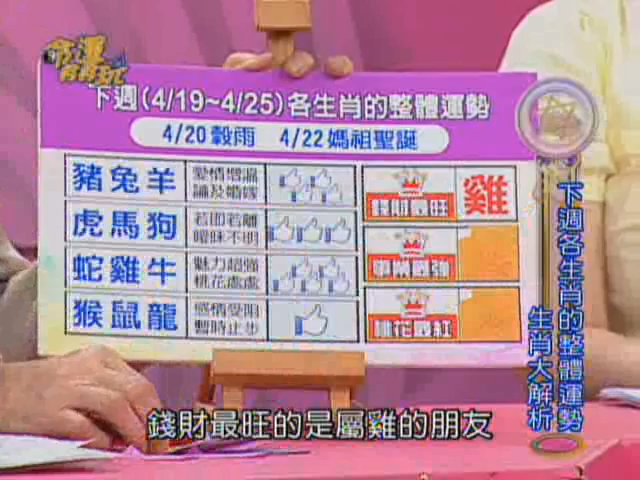 命運好好玩
下週(4/19~4/25)各生肖的整體運勢
4/20 穀雨 4/22 媽祖聖誕
豬兔羊
愛情增溫
論及婚嫁
錢財最旺
雞
虎馬狗
若即若離
曖昧不明
事業最強
蛇雞牛
魅力超強
桃花處處
猴鼠龍
感情受阻
暫時止步
桃花最紅
下週各生肖的整體運勢
生肖大解析
錢財最旺的是屬雞的朋友